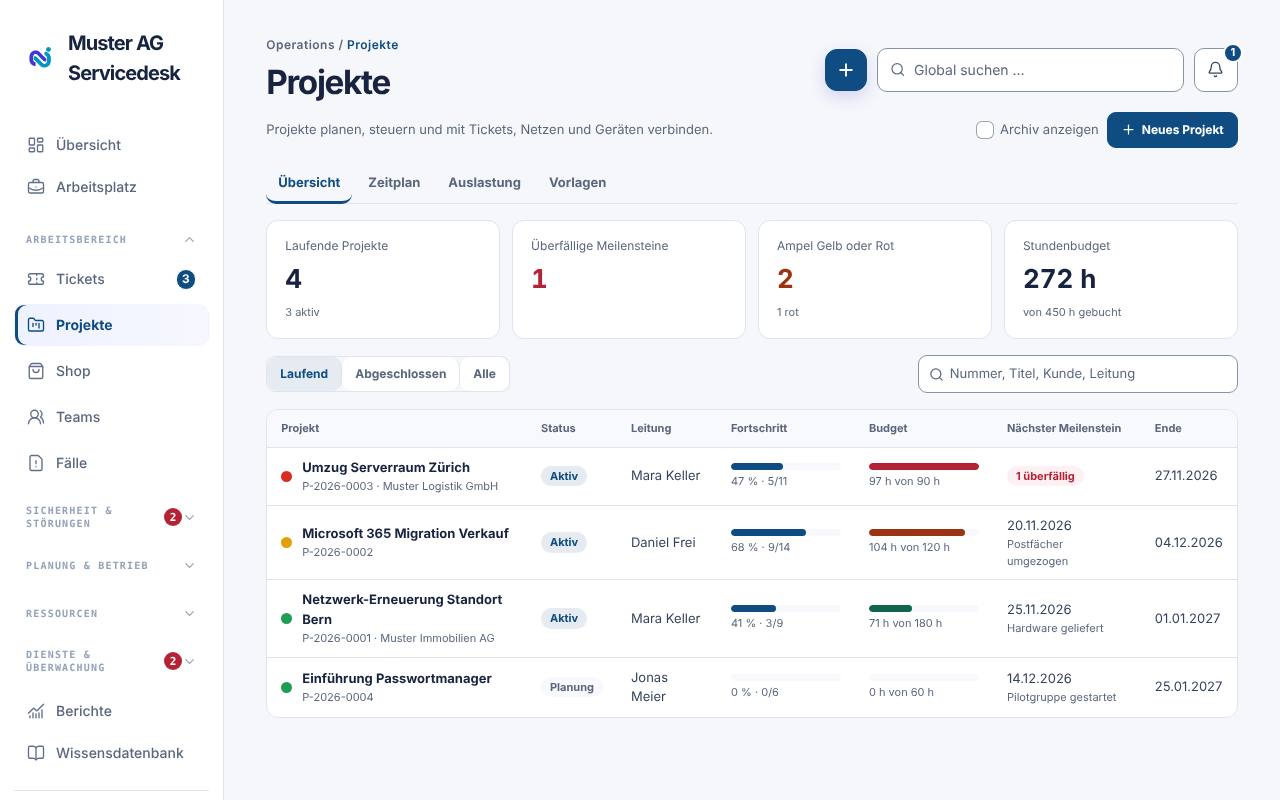 Muster AG
Servicedesk
Übersicht
Arbeitsplatz
ARBEITSBEREICH
Tickets 3
Projekte
Shop
Teams
Fälle
SICHERHEIT &
STÖRUNGEN 2
PLANUNG & BETRIEB
RESSOURCEN
DIENSTE &
ÜBERWACHUNG 2
Berichte
Wissensdatenbank
Operations / Projekte
Projekte
Global suchen ...
1
Projekte planen, steuern und mit Tickets, Netzen und Geräten verbinden.
Archiv anzeigen
Neues Projekt
Übersicht Zeitplan Auslastung Vorlagen
Laufende Projekte
4
3 aktiv
Überfällige Meilensteine
1
Ampel Gelb oder Rot
2
1 rot
Stundenbudget
272 h
von 450 h gebucht
Laufend Abgeschlossen Alle
Nummer, Titel, Kunde, Leitung
Projekt Status Leitung Fortschritt Budget Nächster Meilenstein Ende
Umzug Serverraum Zürich
P-2026-0003 · Muster Logistik GmbH
Aktiv
Mara Keller
47 % · 5/11
97 h von 90 h
1 überfällig
27.11.2026
Microsoft 365 Migration Verkauf
P-2026-0002
Aktiv
Daniel Frei
68 % · 9/14
104 h von 120 h
20.11.2026
Postfächer
umgezogen
04.12.2026
Netzwerk-Erneuerung Standort
Bern
P-2026-0001 · Muster Immobilien AG
Aktiv
Mara Keller
41 % · 3/9
71 h von 180 h
25.11.2026
Hardware geliefert
01.01.2027
Einführung Passwortmanager
P-2026-0004
Planung
Jonas
Meier
0 % · 0/6
0 h von 60 h
14.12.2026
Pilotgruppe gestartet
25.01.2027